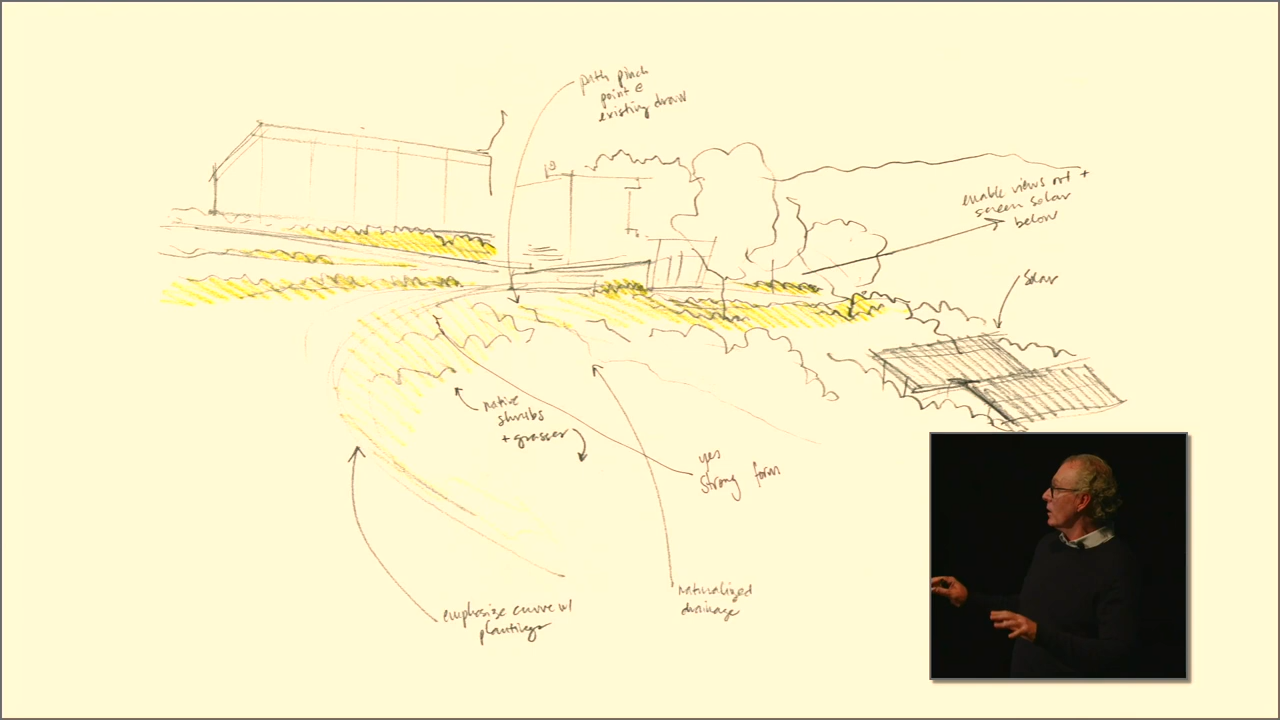 path pinch
point @
existing draw
enable views out +
screen solar
below
solar
native
shrubs
+ grasses
yes
strong form
naturalized
drainage
emphasize curve w/
plantings